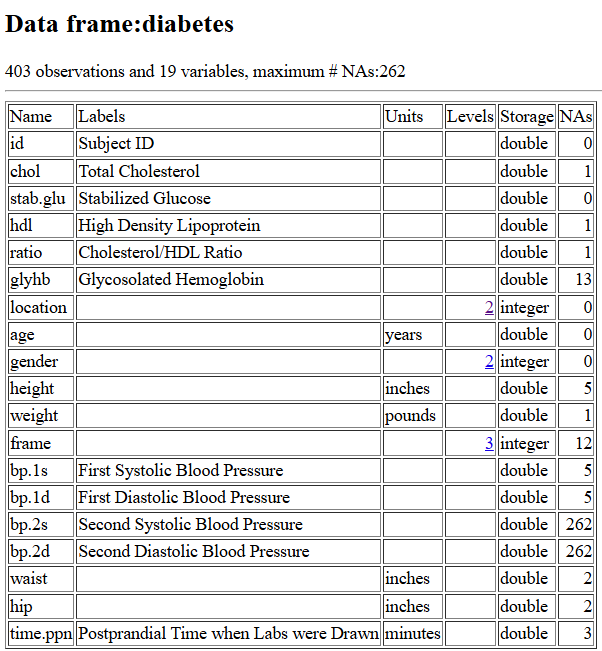 Data frame:diabetes
403 observations and 19 variables, maximum # NAs:262
Name Labels Units Levels Storage NAs
id Subject ID double 0
chol Total Cholesterol double 1
stab.glu Stabilized Glucose double 0
hdl High Density Lipoprotein double 1
ratio Cholesterol/HDL Ratio double 1
glyhb Glycosolated Hemoglobin double 13
location 2 integer 0
age years double 0
gender 2 integer 0
height inches double 5
weight pounds double 1
frame 3 integer 12
bp.1s First Systolic Blood Pressure double 5
bp.1d First Diastolic Blood Pressure double 5
bp.2s Second Systolic Blood Pressure double 262
bp.2d Second Diastolic Blood Pressure double 262
waist inches double 2
hip inches double 2
time.ppn Postprandial Time when Labs were Drawn minutes double 3